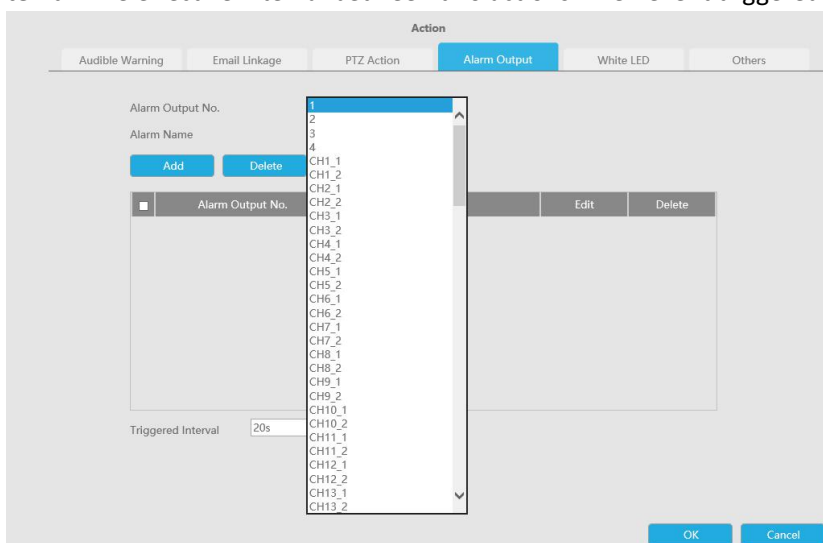 Action
Audible Warning Email Linkage PTZ Action Alarm Output White LED Others
Alarm Output No.
Alarm Name
Add Delete
Alarm Output No. Edit Delete
1
2
3
4
CH1_1
CH1_2
CH2_1
CH2_2
CH3_1
CH3_2
CH4_1
CH4_2
CH5_1
CH5_2
CH6_1
CH6_2
CH7_1
CH7_2
CH8_1
CH8_2
CH9_1
CH9_2
CH10_1
CH10_2
CH11_1
CH11_2
CH12_1
CH12_2
CH13_1
CH13_2
Triggered Interval 20s
OK Cancel